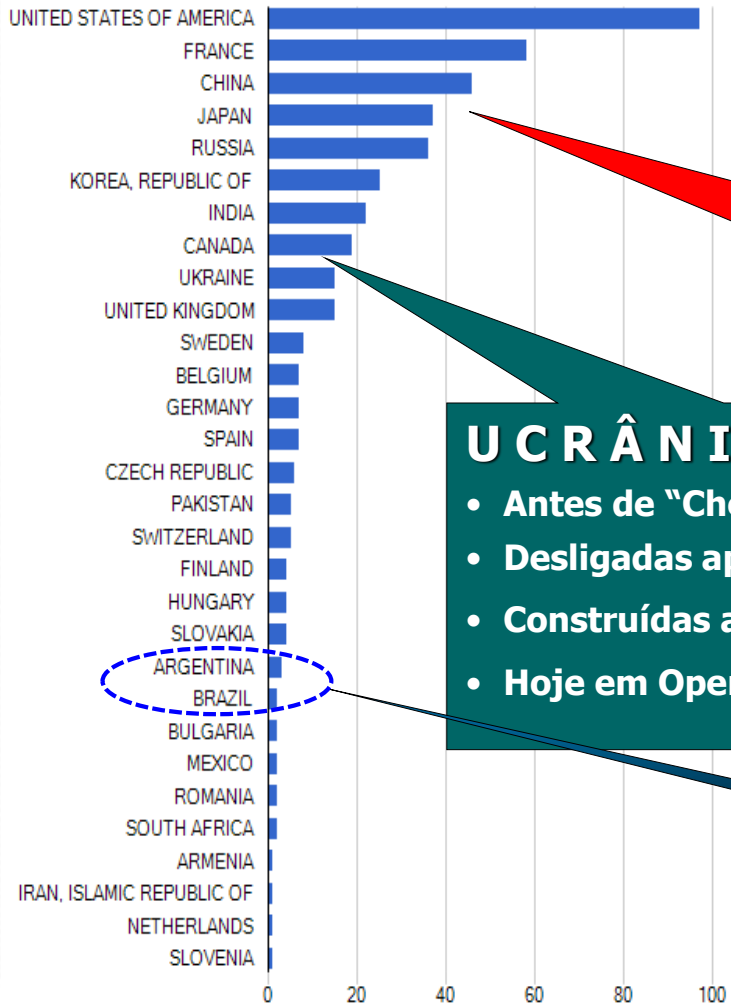 UNITED STATES OF AMERICA
FRANCE
CHINA
JAPAN
RUSSIA
KOREA, REPUBLIC OF
INDIA
CANADA
UKRAINE
UNITED KINGDOM
SWEDEN
BELGIUM
GERMANY
SPAIN
CZECH REPUBLIC
PAKISTAN
SWITZERLAND
FINLAND
HUNGARY
SLOVAKIA
ARGENTINA
BRAZIL
BULGARIA
MEXICO
ROMANIA
SOUTH AFRICA
ARMENIA
IRAN, ISLAMIC REPUBLIC OF
NETHERLANDS
SLOVENIA
0 20 40 60 80 100
U C R Â N I
• Antes de “Che
• Desligadas ap
• Construídas a
• Hoje em Oper